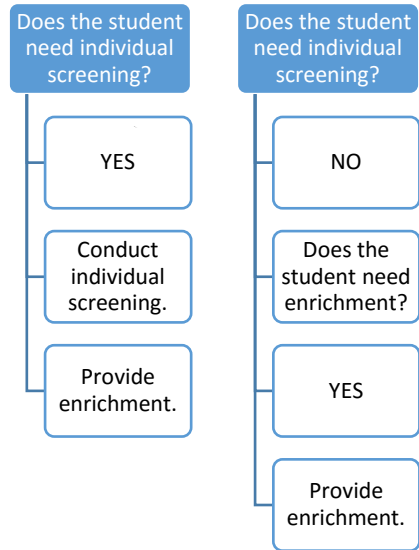 Does the student
need individual
screening?
YES
Conduct
individual
screening.
Provide
enrichment.
Does the student
need individual
screening?
NO
Does the
student need
enrichment?
YES
Provide
enrichment.